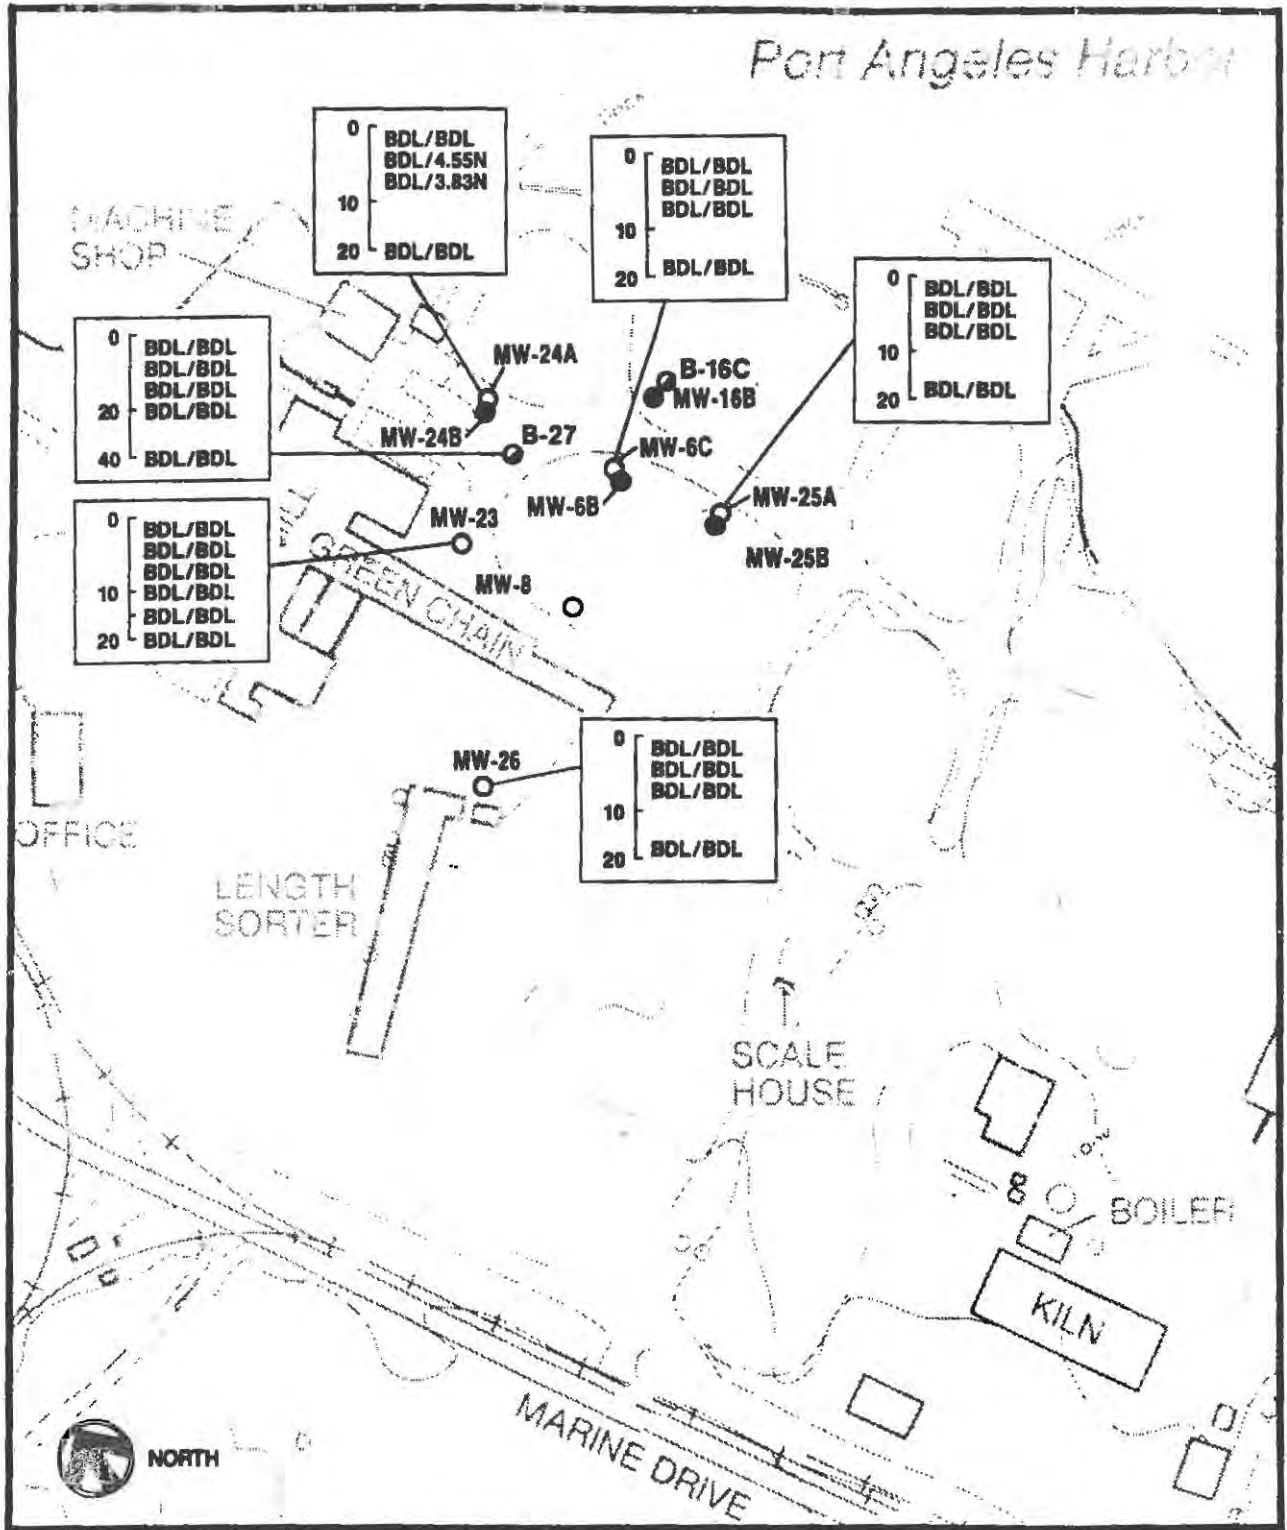 Port Angeles Harbor
0 BDL/BDL
BDL/4.55N
BDL/3.83N
10
20 BDL/BDL
0 BDL/BDL
BDL/BDL
BDL/BDL
10
20 BDL/BDL
MACHINE
SHOP
0 BDL/BDL
BDL/BDL
BDL/BDL
10
20 BDL/BDL
0 BDL/BDL
BDL/BDL
BDL/BDL
20 BDL/BDL
40 BDL/BDL
MW-24A
B-16C
MW-16B
MW-24B
B-27
MW-6C
MW-6B
MW-25A
MW-25B
0 BDL/BDL
BDL/BDL
BDL/BDL
10 BDL/BDL
BDL/BDL
20 BDL/BDL
MW-23
MILL
GREEN CHAIN
MW-8
0 BDL/BDL
BDL/BDL
BDL/BDL
10
20 BDL/BDL
MW-26
OFFICE
LENGTH
SORTER
SCALE
HOUSE
8
BOILER
KILN
MARINE DRIVE
NORTH